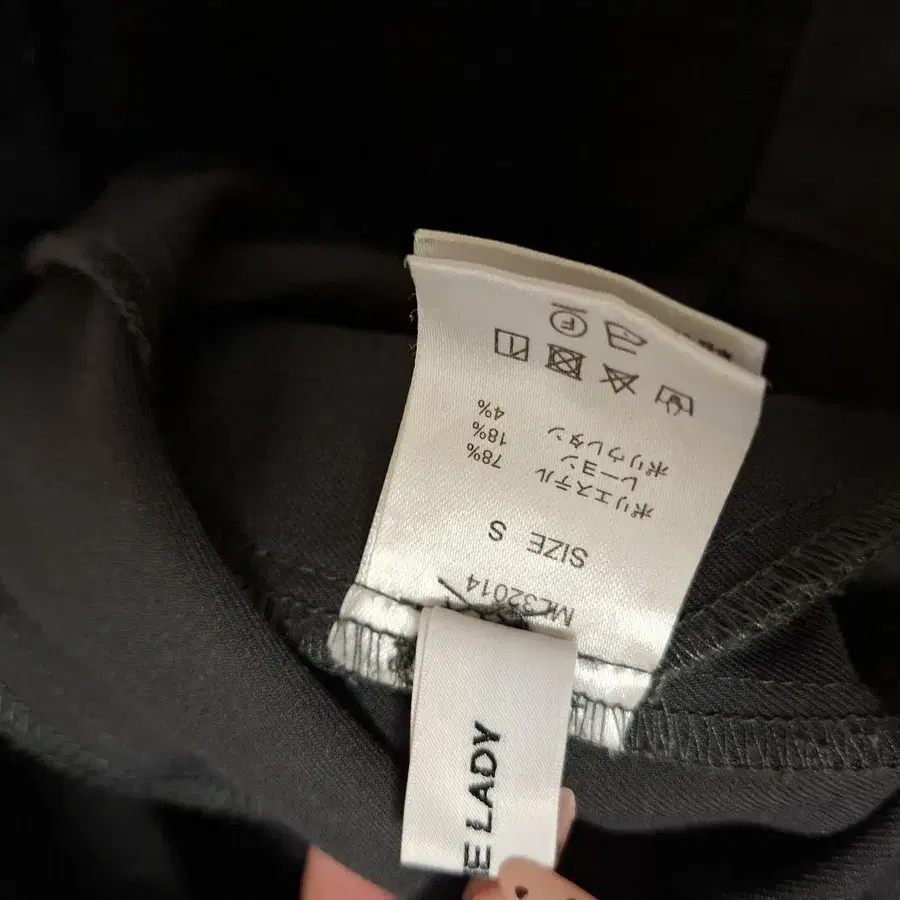 ML32014
SIZE S
ポリエステル 78%
レーヨン 18%
ポリウレタン 4%
F
E LADY